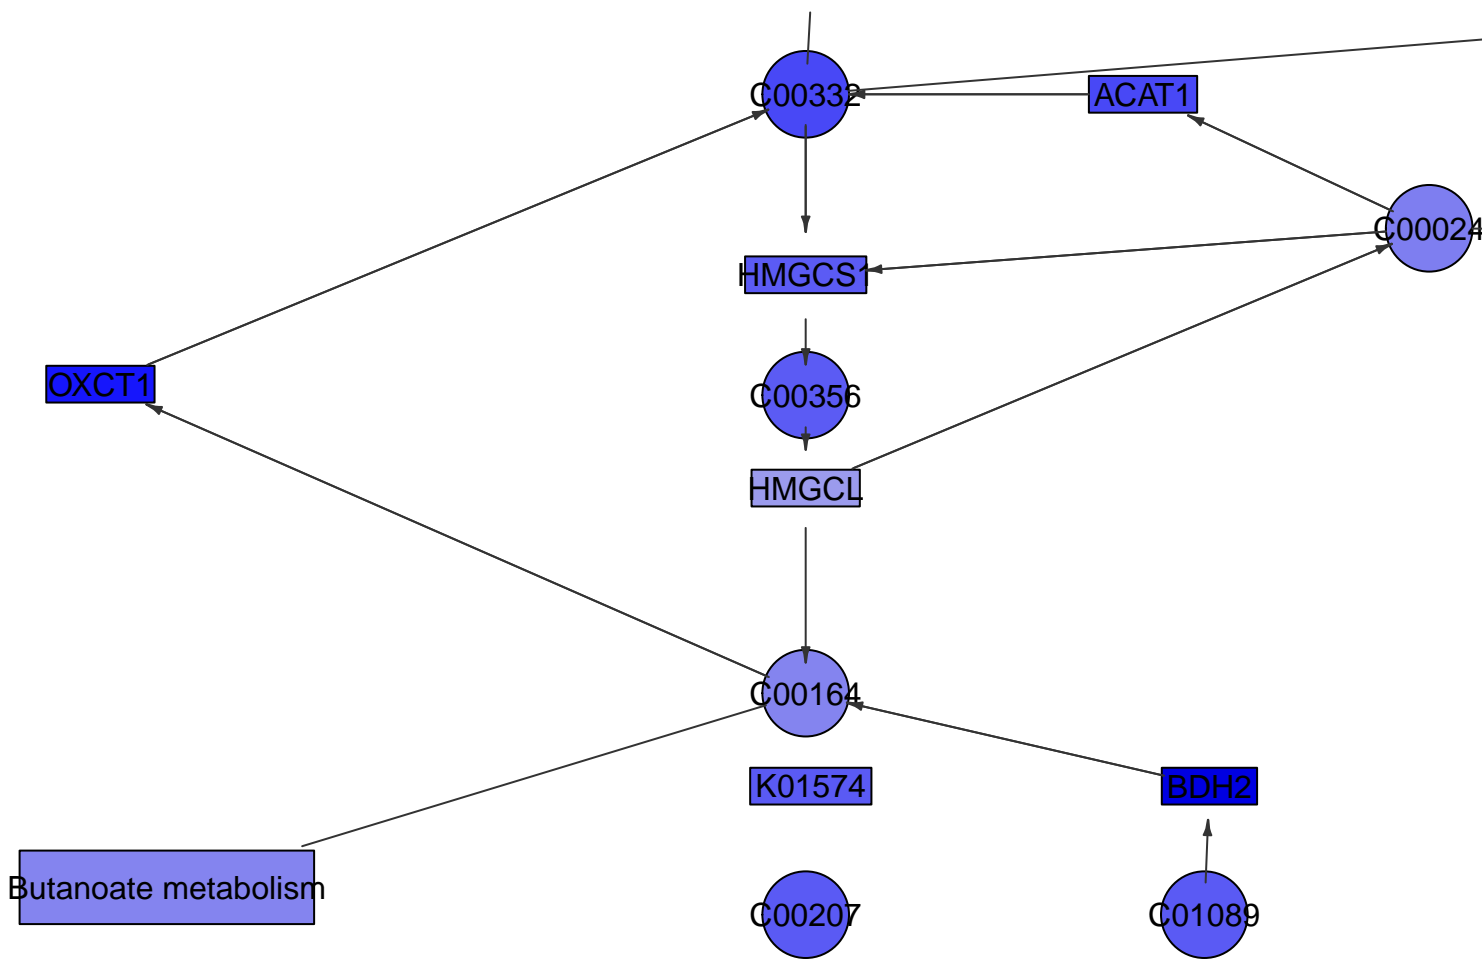 C00332
ACAT1
C00024
HMGCS1
OXCT1
C00356
HMGCL
C00164
K01574
BDH2
Butanoate metabolism
C00207
C01089